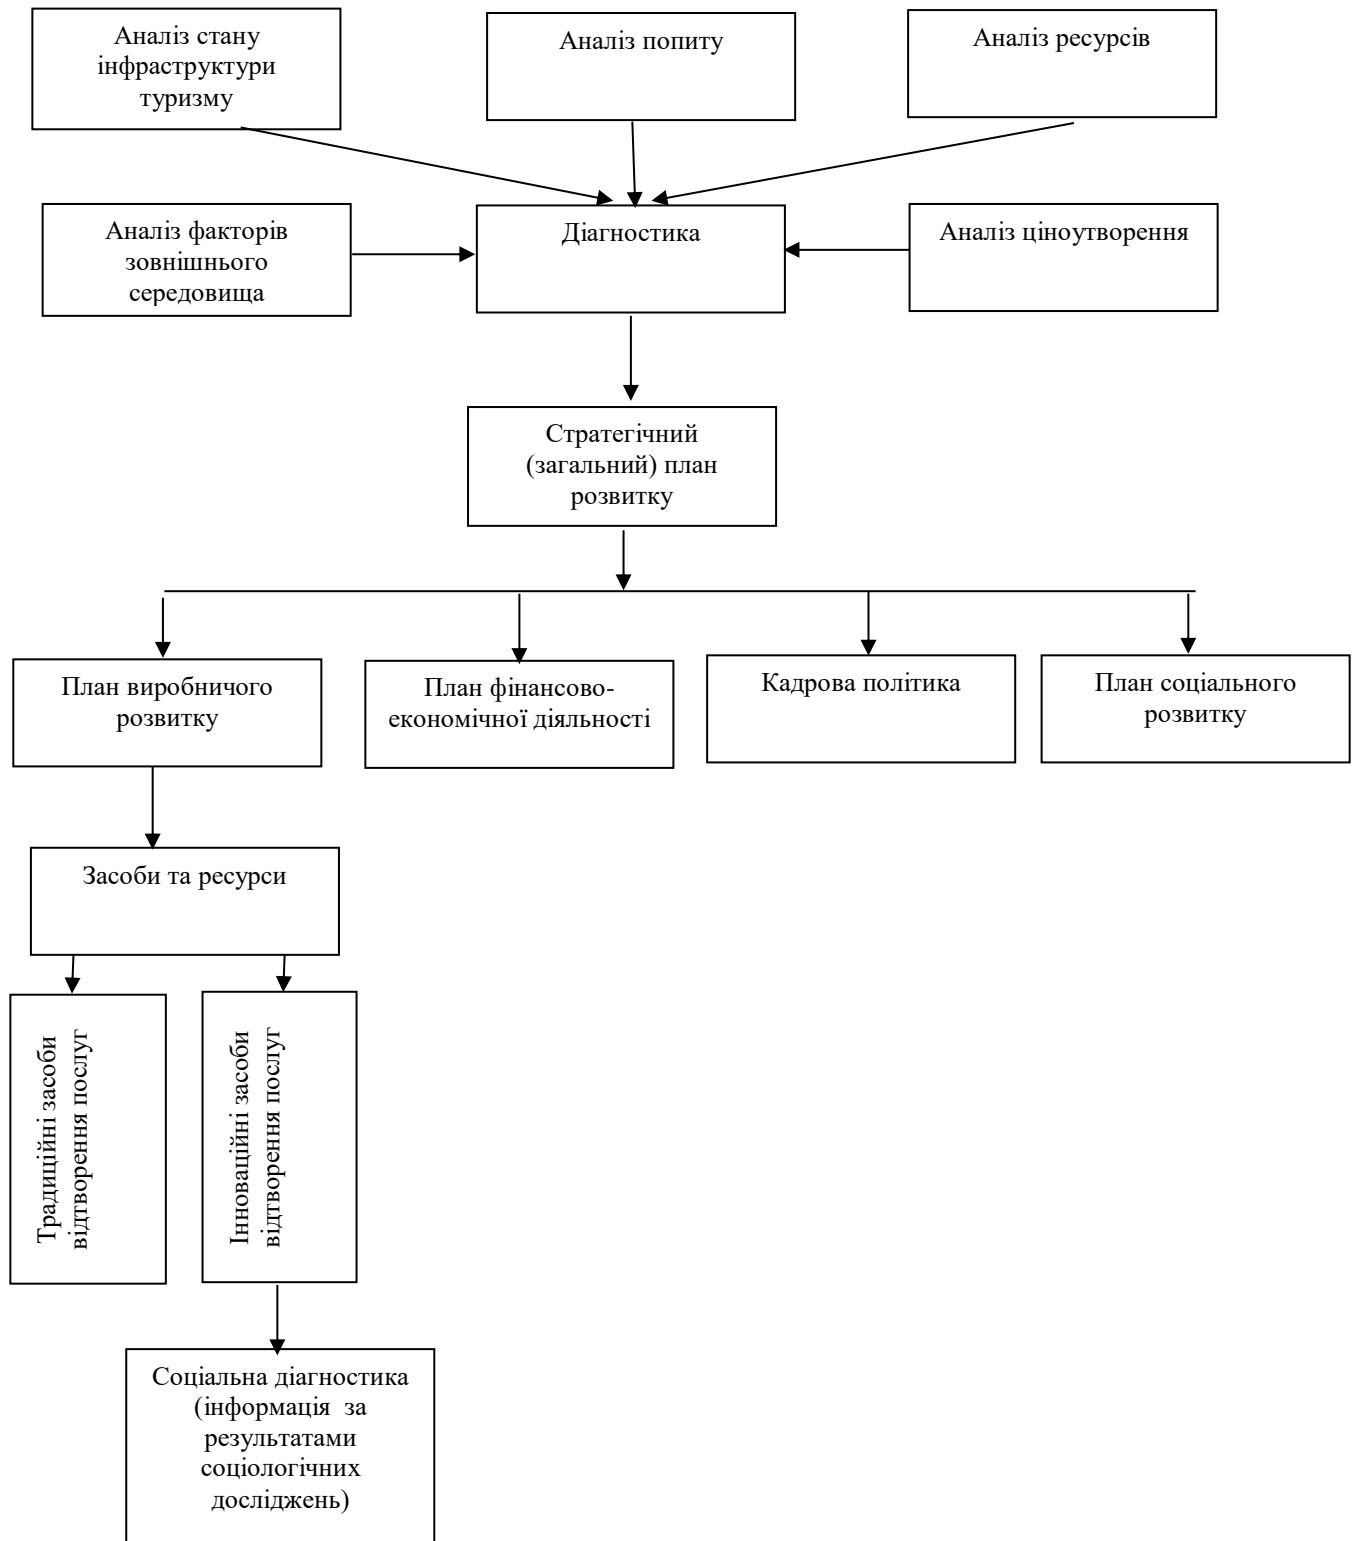 Аналіз стану
інфраструктури
туризму
Аналіз попиту
Аналіз ресурсів
Аналіз факторів
зовнішнього
середовища
Діагностика
Аналіз ціноутворення
Стратегічний
(загальний) план
розвитку
План виробничого
розвитку
План фінансово-
економічної діяльності
Кадрова політика
План соціального
розвитку
Засоби та ресурси
Традиційні засоби
відтворення послуг
Інноваційні засоби
відтворення послуг
Соціальна діагностика
(інформація за
результатами
соціологічних
досліджень)